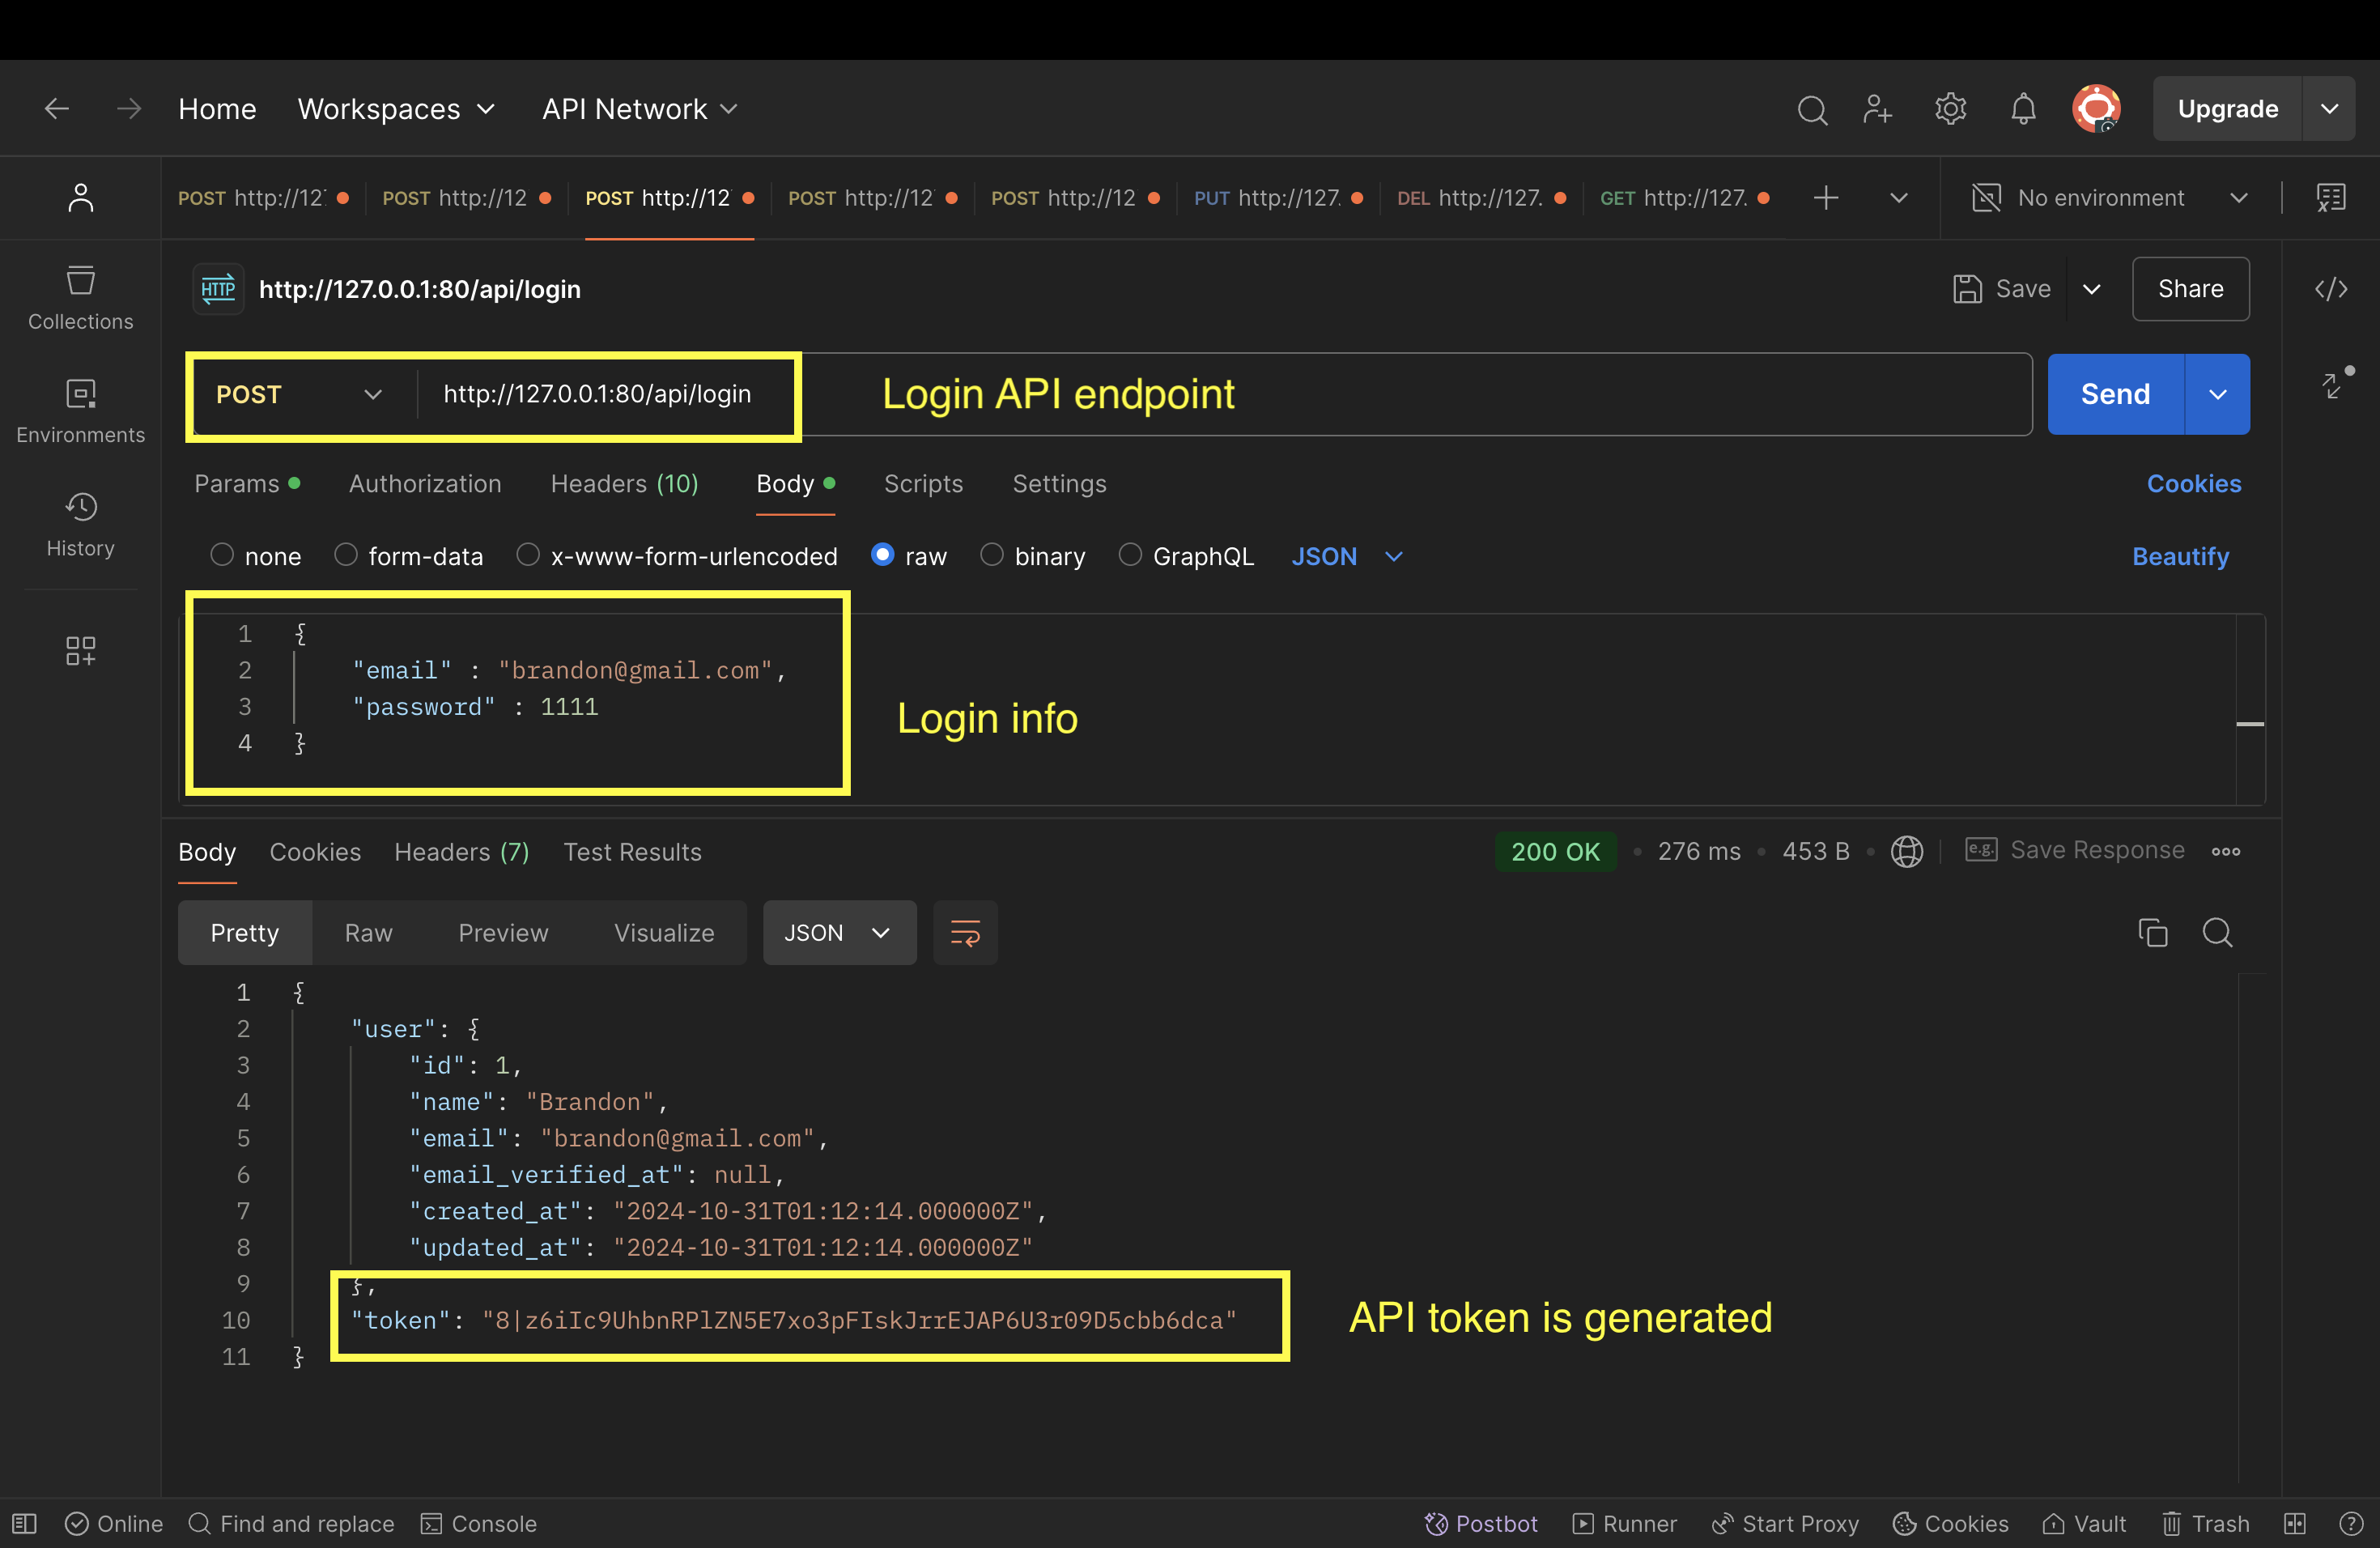 Home Workspaces API Network Upgrade
POST http://12 POST http://12 POST http://12 POST http://12 POST http://12 PUT http://127. DEL http://127. GET http://127. No environment
HTTP http://127.0.0.1:80/api/login Save Share
Collections
POST http://127.0.0.1:80/api/login Login API endpoint Send
Environments
Params Authorization Headers (10) Body Scripts Settings Cookies
History
none form-data x-www-form-urlencoded raw binary GraphQL JSON Beautify
1 {
2 "email" : "brandon@gmail.com",
3 "password" : 1111
Login info
4 }
Body Cookies Headers (7) Test Results 200 OK 276 ms 453 B e.g. Save Response
Pretty Raw Preview Visualize JSON
1 {
2 "user": {
3 "id": 1,
4 "name": "Brandon",
5 "email": "brandon@gmail.com",
6 "email_verified_at": null,
7 "created_at": "2024-10-31T01:12:14.000000Z",
8 "updated_at": "2024-10-31T01:12:14.000000Z"
9 },
10 "token": "8|z6iIc9UhbnRPlZN5E7xo3pFIskJrrEJAP6U3r09D5cbb6dca" API token is generated
11 }
Online Find and replace Console Postbot Runner Start Proxy Cookies Vault Trash